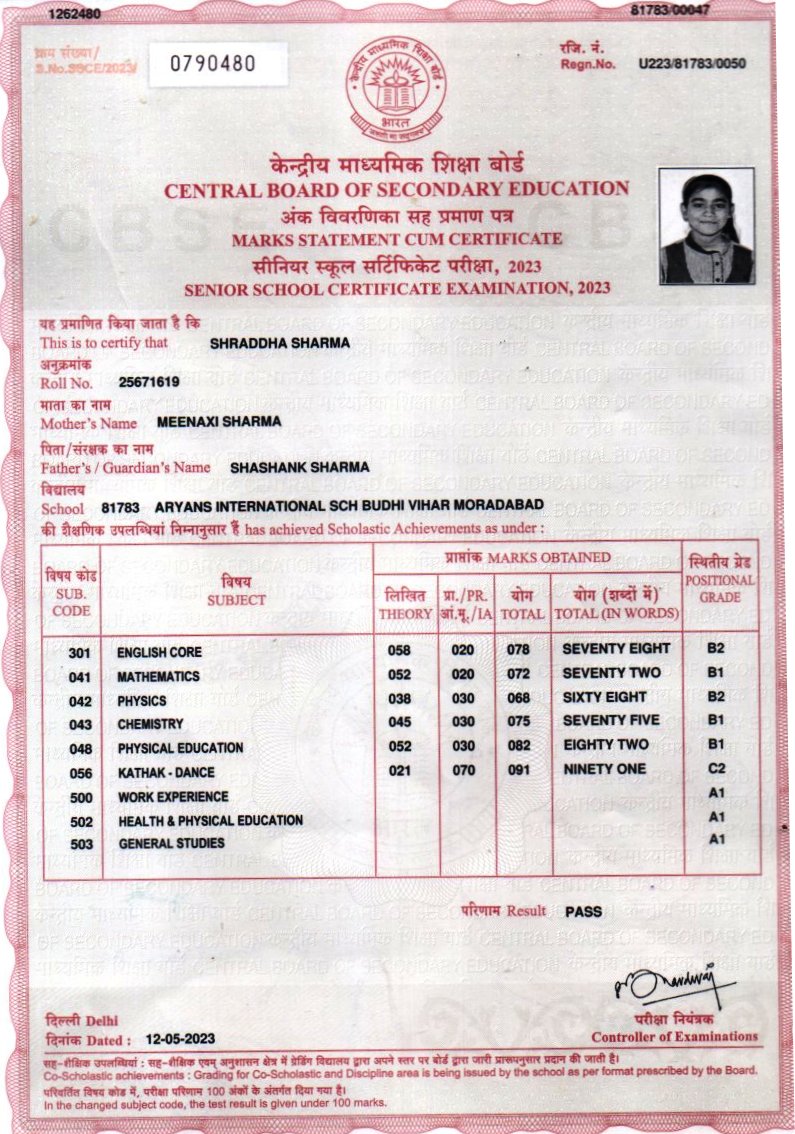 1262480 81783/00047
क्रम संख्या/ रजि. नं.
S.No.SSCE/2023/ 0790480 Regn.No. U223/81783/0050
केन्द्रीय माध्यमिक शिक्षा बोर्ड
भारत
असतो मा सद्गमय
केन्द्रीय माध्यमिक शिक्षा बोर्ड
CENTRAL BOARD OF SECONDARY EDUCATION
अंक विवरणिका सह प्रमाण पत्र
MARKS STATEMENT CUM CERTIFICATE
सीनियर स्कूल सर्टिफिकेट परीक्षा, 2023
SENIOR SCHOOL CERTIFICATE EXAMINATION, 2023
यह प्रमाणित किया जाता है कि
This is to certify that SHRADDHA SHARMA
अनुक्रमांक
Roll No. 25671619
माता का नाम
Mother's Name MEENAXI SHARMA
पिता/संरक्षक का नाम
Father's / Guardian's Name SHASHANK SHARMA
विद्यालय
School 81783 ARYANS INTERNATIONAL SCH BUDHI VIHAR MORADABAD
की शैक्षणिक उपलब्धियां निम्नानुसार हैं has achieved Scholastic Achievements as under :
विषय कोड SUB. CODE
विषय SUBJECT
प्राप्तांक MARKS OBTAINED
लिखित THEORY
प्रा./PR. आं.मू./IA
योग TOTAL
योग (शब्दों में) TOTAL (IN WORDS)
स्थितीय ग्रेड POSITIONAL GRADE
301 ENGLISH CORE 058 020 078 SEVENTY EIGHT B2
041 MATHEMATICS 052 020 072 SEVENTY TWO B1
042 PHYSICS 038 030 068 SIXTY EIGHT B2
043 CHEMISTRY 045 030 075 SEVENTY FIVE B1
048 PHYSICAL EDUCATION 052 030 082 EIGHTY TWO B1
056 KATHAK - DANCE 021 070 091 NINETY ONE C2
500 WORK EXPERIENCE A1
502 HEALTH & PHYSICAL EDUCATION A1
503 GENERAL STUDIES A1
परिणाम Result PASS
दिल्ली Delhi परीक्षा नियंत्रक
दिनांक Dated : 12-05-2023 Controller of Examinations
सह-शैक्षिक उपलब्धियां : सह-शैक्षिक एवम् अनुशासन क्षेत्र में ग्रेडिंग विद्यालय द्वारा अपने स्तर पर बोर्ड द्वारा जारी प्रारूपनुसार प्रदान की जाती है।
Co-Scholastic achievements : Grading for Co-Scholastic and Discipline area is being issued by the school as per format prescribed by the Board.
परिवर्तित विषय कोड में, परीक्षा परिणाम 100 अंकों के अंतर्गत दिया गया है।
In the changed subject code, the test result is given under 100 marks.